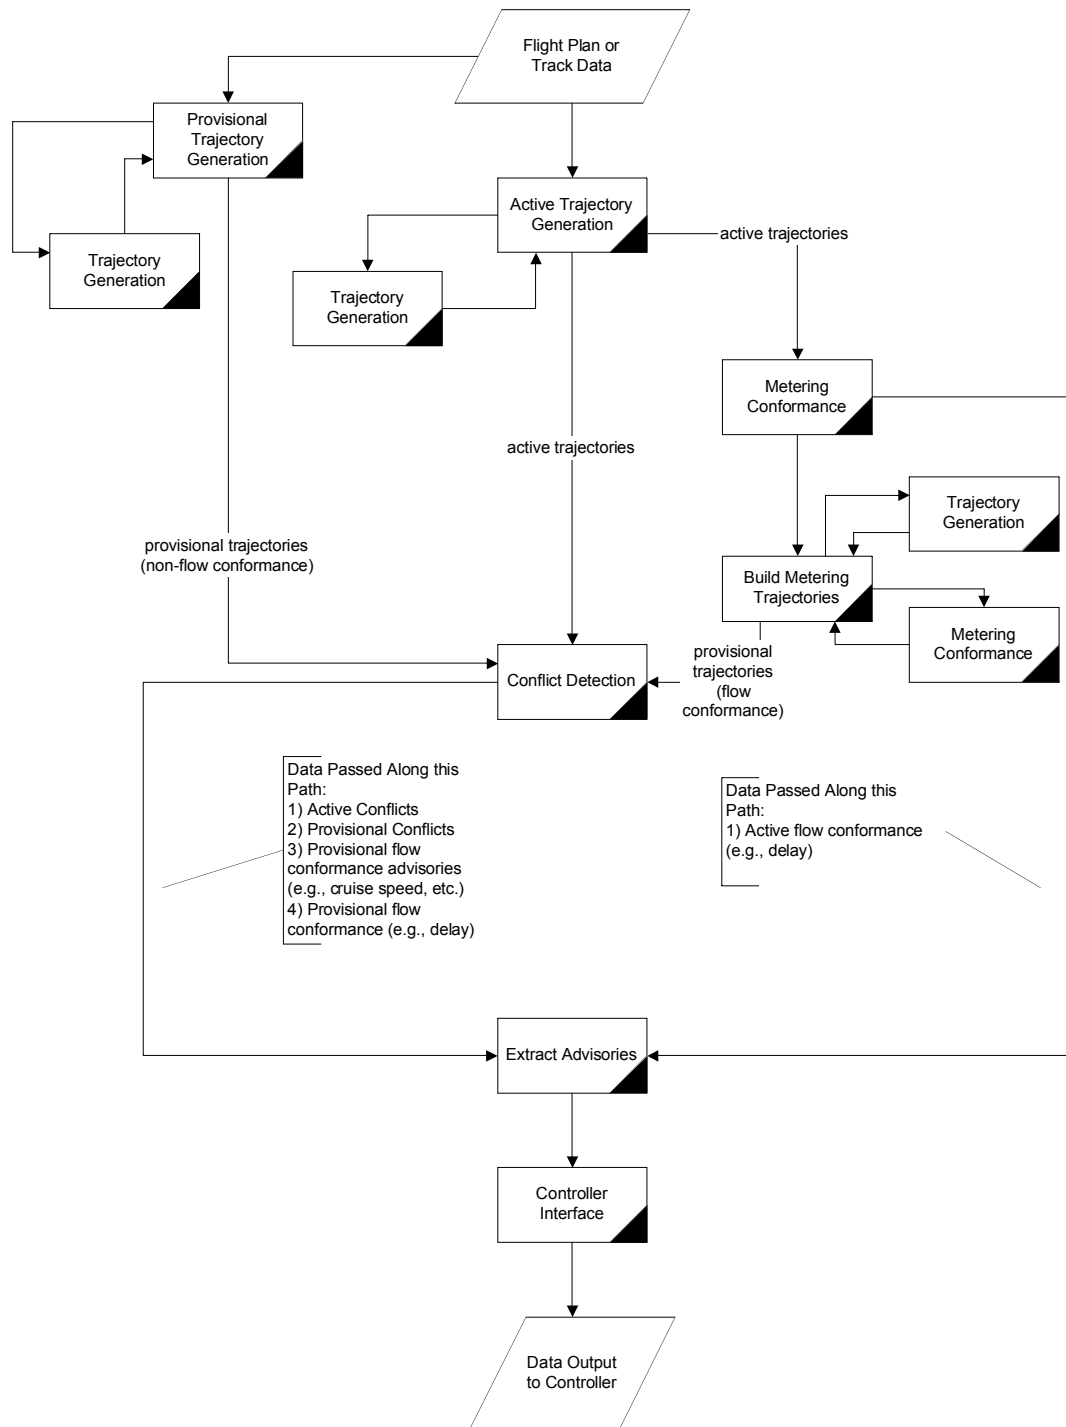 Flight Plan or
Track Data
Provisional
Trajectory
Generation
Active Trajectory
Generation
active trajectories
Trajectory
Generation
Trajectory
Generation
Metering
Conformance
active trajectories
Trajectory
Generation
provisional trajectories
(non-flow conformance)
Build Metering
Trajectories
Metering
Conformance
provisional
trajectories
(flow
conformance)
Conflict Detection
Data Passed Along this
Path:
1) Active Conflicts
2) Provisional Conflicts
3) Provisional flow
conformance advisories
(e.g., cruise speed, etc.)
4) Provisional flow
conformance (e.g., delay)
Data Passed Along this
Path:
1) Active flow conformance
(e.g., delay)
Extract Advisories
Controller
Interface
Data Output
to Controller